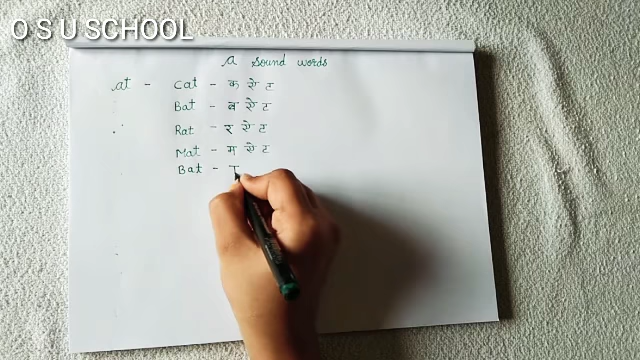 O S U SCHOOL
a sound words
at - Cat - क ऐ ट
Bat - ब ऐ ट
Rat - र ऐ ट
Mat - म ऐ ट
Bat -